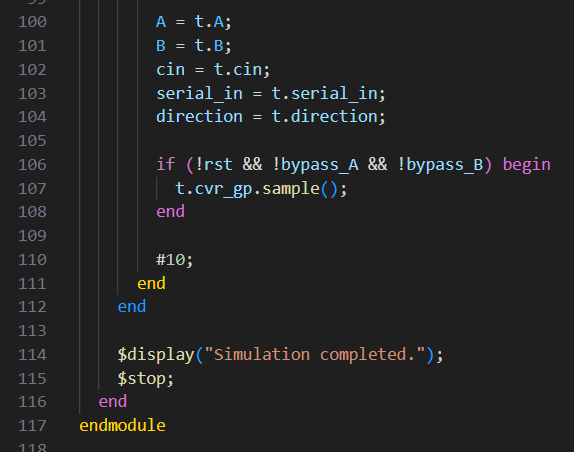 99
100 A = t.A;
101 B = t.B;
102 cin = t.cin;
103 serial_in = t.serial_in;
104 direction = t.direction;
105
106 if (!rst && !bypass_A && !bypass_B) begin
107 t.cvr_gp.sample();
108 end
109
110 #10;
111 end
112 end
113
114 $display("Simulation completed.");
115 $stop;
116 end
117 endmodule
118